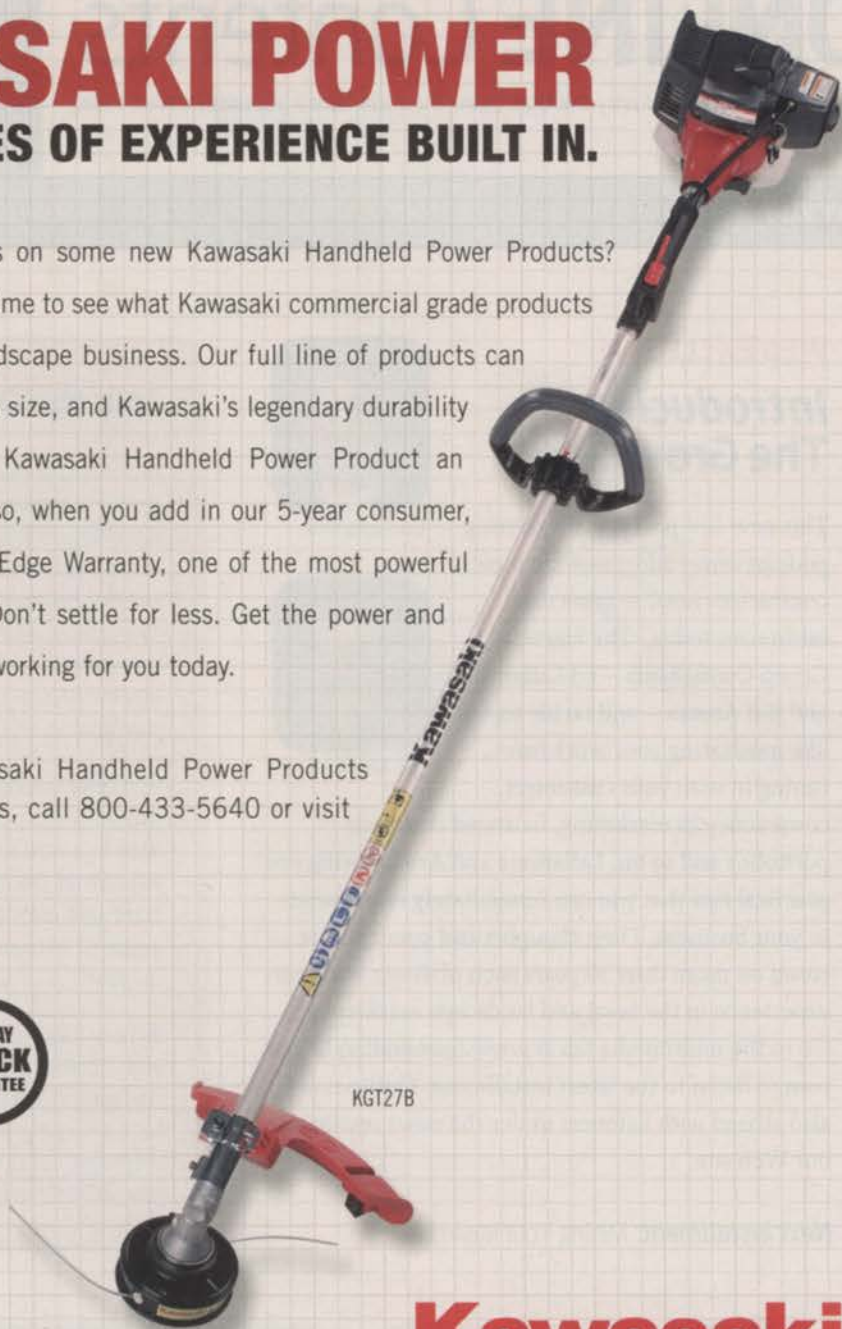 SAKI POWER
ES OF EXPERIENCE BUILT IN.
s on some new Kawasaki Handheld Power Products?
me to see what Kawasaki commercial grade products
dscape business. Our full line of products can
size, and Kawasaki's legendary durability
Kawasaki Handheld Power Product an
so, when you add in our 5-year consumer,
Edge Warranty, one of the most powerful
Don't settle for less. Get the power and
working for you today.
Kawasaki
saki Handheld Power Products
s, call 800-433-5640 or visit
AY
CK
TEE
KGT27B
Kawasaki